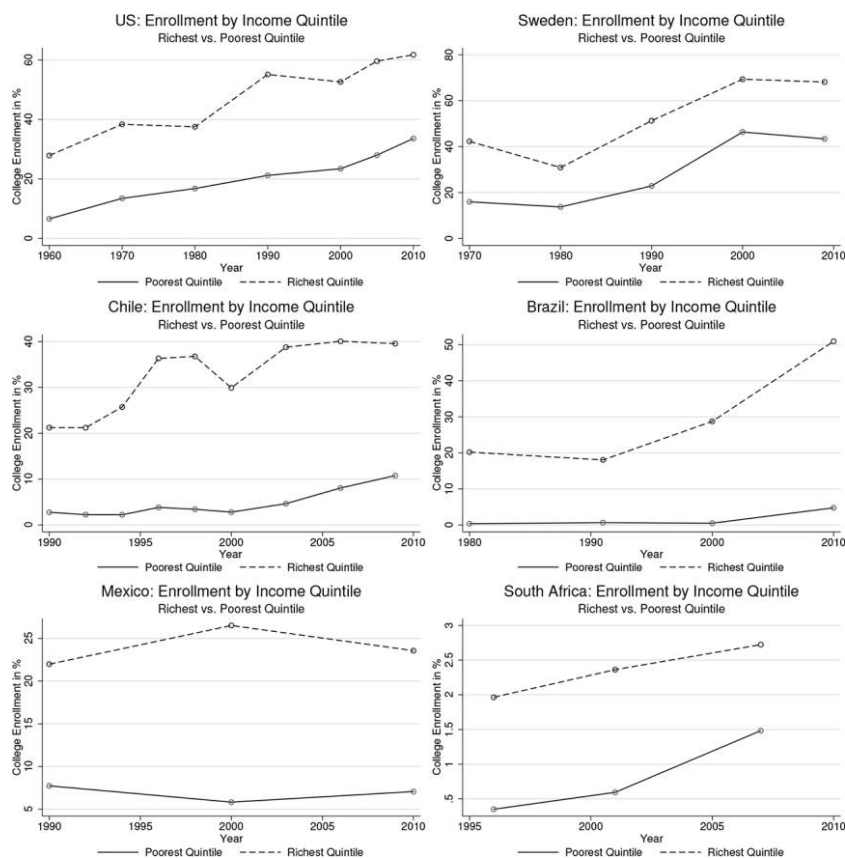 US: Enrollment by Income Quintile
Richest vs. Poorest Quintile
College Enrollment in %
0
20
40
60
1960
1970
1980
1990
2000
2010
Year
Poorest Quintile
Richest Quintile
Sweden: Enrollment by Income Quintile
Richest vs. Poorest Quintile
College Enrollment in %
0
20
40
60
80
1970
1980
1990
2000
2010
Year
Poorest Quintile
Richest Quintile
Chile: Enrollment by Income Quintile
Richest vs. Poorest Quintile
College Enrollment in %
0
10
20
30
40
1990
1995
2000
2005
2010
Year
Poorest Quintile
Richest Quintile
Brazil: Enrollment by Income Quintile
Richest vs. Poorest Quintile
College Enrollment in %
0
10
20
30
40
50
1980
1990
2000
2010
Year
Poorest Quintile
Richest Quintile
Mexico: Enrollment by Income Quintile
Richest vs. Poorest Quintile
College Enrollment in %
5
10
15
20
25
1990
1995
2000
2005
2010
Year
Poorest Quintile
Richest Quintile
South Africa: Enrollment by Income Quintile
Richest vs. Poorest Quintile
College Enrollment in %
.5
1
1.5
2
2.5
3
1995
2000
2005
2010
Year
Poorest Quintile
Richest Quintile